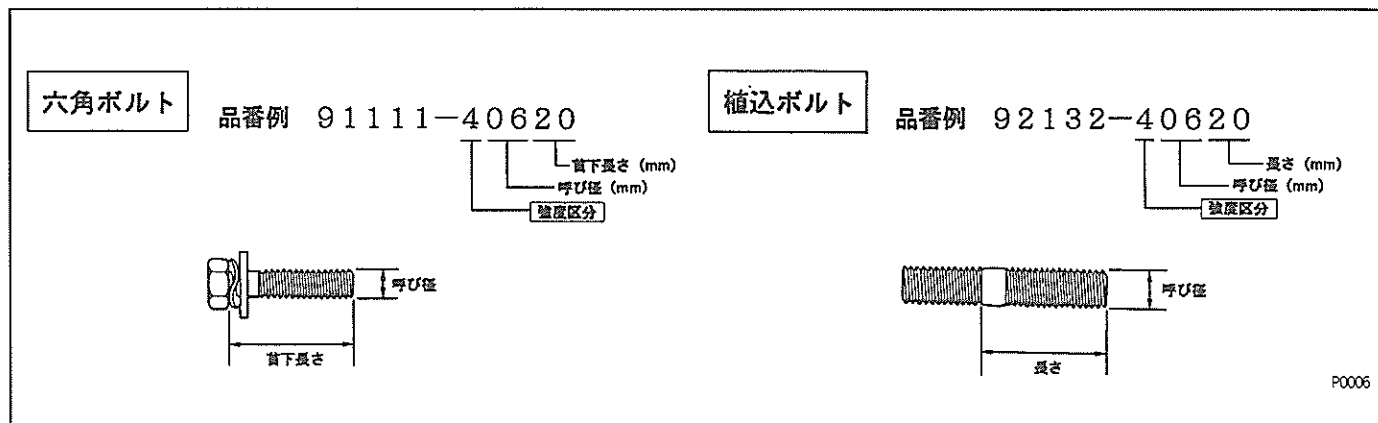 六角ボルト
品番例 91111-40620
首下長さ (mm)
呼び径 (mm)
強度区分
呼び径
首下長さ
植込ボルト
品番例 92132-40620
長さ (mm)
呼び径 (mm)
強度区分
呼び径
長さ
P0006